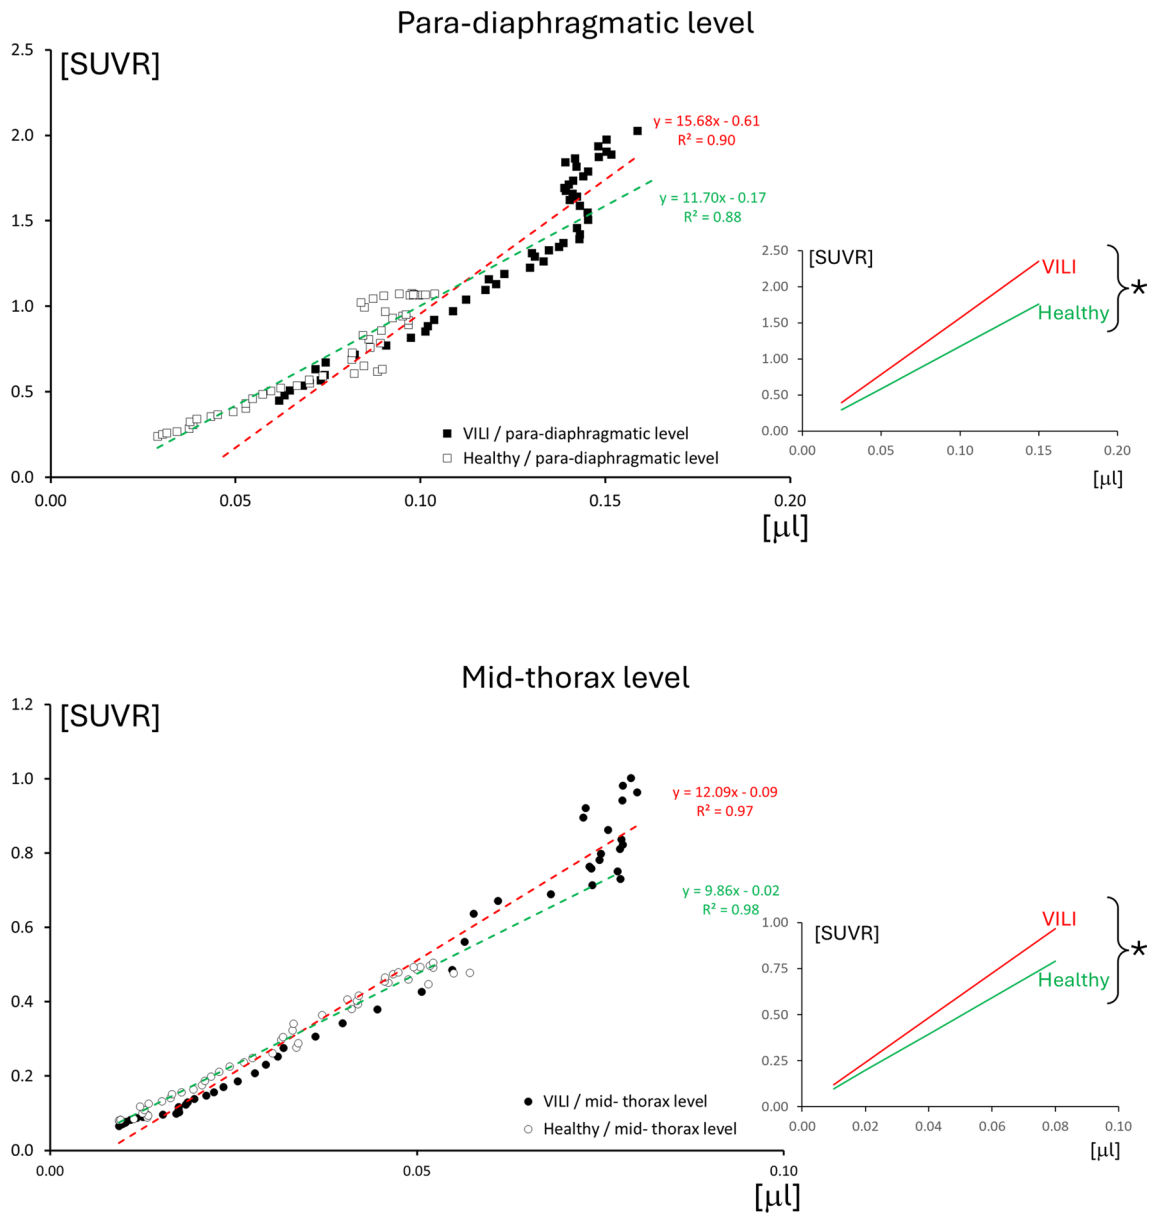 Para-diaphragmatic level
2.5
[SUVR]
2.0
1.5
1.0
0.5
0.0
0.00
0.05
0.10
0.15
0.20
[μl]
y = 15.68x - 0.61
R² = 0.90
y = 11.70x - 0.17
R² = 0.88
VILI / para-diaphragmatic level
Healthy / para-diaphragmatic level
2.50
[SUVR]
2.00
1.50
1.00
0.50
0.00
0.00
0.05
0.10
0.15
0.20
[μl]
VILI
Healthy
*
Mid-thorax level
1.2
[SUVR]
1.0
0.8
0.6
0.4
0.2
0.0
0.00
0.05
0.10
[μl]
y = 12.09x - 0.09
R² = 0.97
y = 9.86x - 0.02
R² = 0.98
VILI / mid- thorax level
Healthy / mid- thorax level
1.00
[SUVR]
0.75
0.50
0.25
0.00
0.00
0.02
0.04
0.06
0.08
0.10
[μl]
VILI
Healthy
*